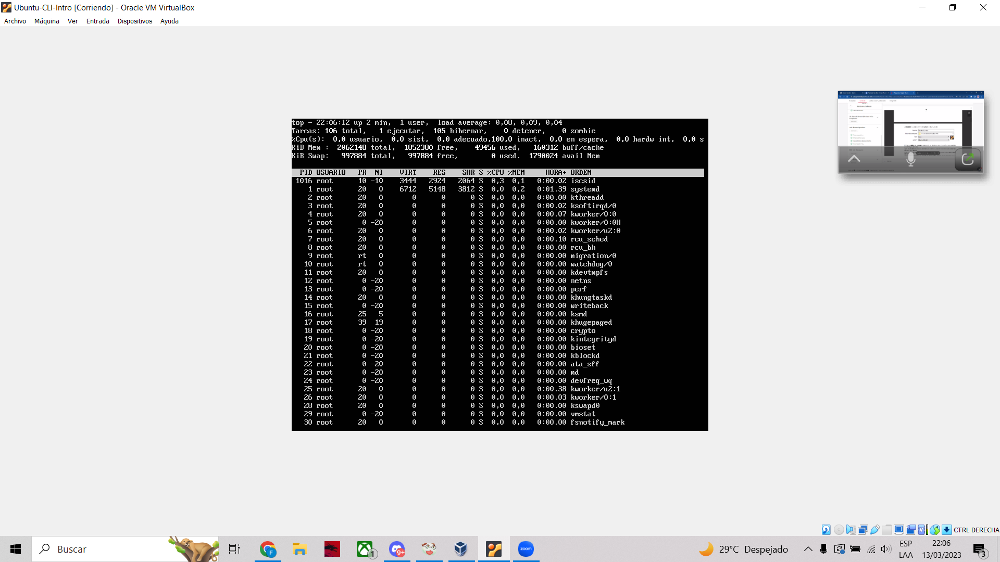 Ubuntu-CLI-Intro [Corriendo] - Oracle VM VirtualBox
Archivo Máquina Ver Entrada Dispositivos Ayuda
top - 22:06:12 up 2 min,  1 user,  load average: 0,08, 0,09, 0,04
Tareas: 106 total,   1 ejecutar,  105 hibernar,    0 detener,    0 zombie
%Cpu(s):  0,0 usuario,  0,0 sist,  0,0 adecuado,100,0 inact,  0,0 en espera,  0,0 hardw int,  0,0 s
KiB Mem :  2062148 total,  1852380 free,    49456 used,   160312 buff/cache
KiB Swap:   997884 total,   997884 free,        0 used.  1790024 avail Mem
PID USUARIO PR NI VIRT RES SHR S %CPU %MEM HORA+ ORDEN
1016 root 10 -10 3444 2924 2064 S 0,3 0,1 0:00.02 iscsid
1 root 20 0 6712 5148 3812 S 0,0 0,2 0:01.39 systemd
2 root 20 0 0 0 0 S 0,0 0,0 0:00.00 kthreadd
3 root 20 0 0 0 0 S 0,0 0,0 0:00.02 ksoftirqd/0
4 root 20 0 0 0 0 S 0,0 0,0 0:00.07 kworker/0:0
5 root 0 -20 0 0 0 S 0,0 0,0 0:00.00 kworker/0:0H
6 root 20 0 0 0 0 S 0,0 0,0 0:00.02 kworker/u2:0
7 root 20 0 0 0 0 S 0,0 0,0 0:00.10 rcu_sched
8 root 20 0 0 0 0 S 0,0 0,0 0:00.00 rcu_bh
9 root rt 0 0 0 0 S 0,0 0,0 0:00.00 migration/0
10 root rt 0 0 0 0 S 0,0 0,0 0:00.00 watchdog/0
11 root 20 0 0 0 0 S 0,0 0,0 0:00.00 kdevtmpfs
12 root 0 -20 0 0 0 S 0,0 0,0 0:00.00 netns
13 root 0 -20 0 0 0 S 0,0 0,0 0:00.00 perf
14 root 20 0 0 0 0 S 0,0 0,0 0:00.00 khungtaskd
15 root 0 -20 0 0 0 S 0,0 0,0 0:00.00 writeback
16 root 25 5 0 0 0 S 0,0 0,0 0:00.00 ksmd
17 root 39 19 0 0 0 S 0,0 0,0 0:00.00 khugepaged
18 root 0 -20 0 0 0 S 0,0 0,0 0:00.00 crypto
19 root 0 -20 0 0 0 S 0,0 0,0 0:00.00 kintegrityd
20 root 0 -20 0 0 0 S 0,0 0,0 0:00.00 bioset
21 root 0 -20 0 0 0 S 0,0 0,0 0:00.00 kblockd
22 root 0 -20 0 0 0 S 0,0 0,0 0:00.00 ata_sff
23 root 0 -20 0 0 0 S 0,0 0,0 0:00.00 md
24 root 0 -20 0 0 0 S 0,0 0,0 0:00.00 devfreq_wq
25 root 20 0 0 0 0 S 0,0 0,0 0:00.38 kworker/u2:1
26 root 20 0 0 0 0 S 0,0 0,0 0:00.03 kworker/0:1
28 root 20 0 0 0 0 S 0,0 0,0 0:00.00 kswapd0
29 root 0 -20 0 0 0 S 0,0 0,0 0:00.00 vmstat
30 root 20 0 0 0 0 S 0,0 0,0 0:00.00 fsnotify_mark
CTRL DERECHA
Buscar
F
1
9+
zoom
29°C Despejado
ESP
LAA
22:06
13/03/2023
3